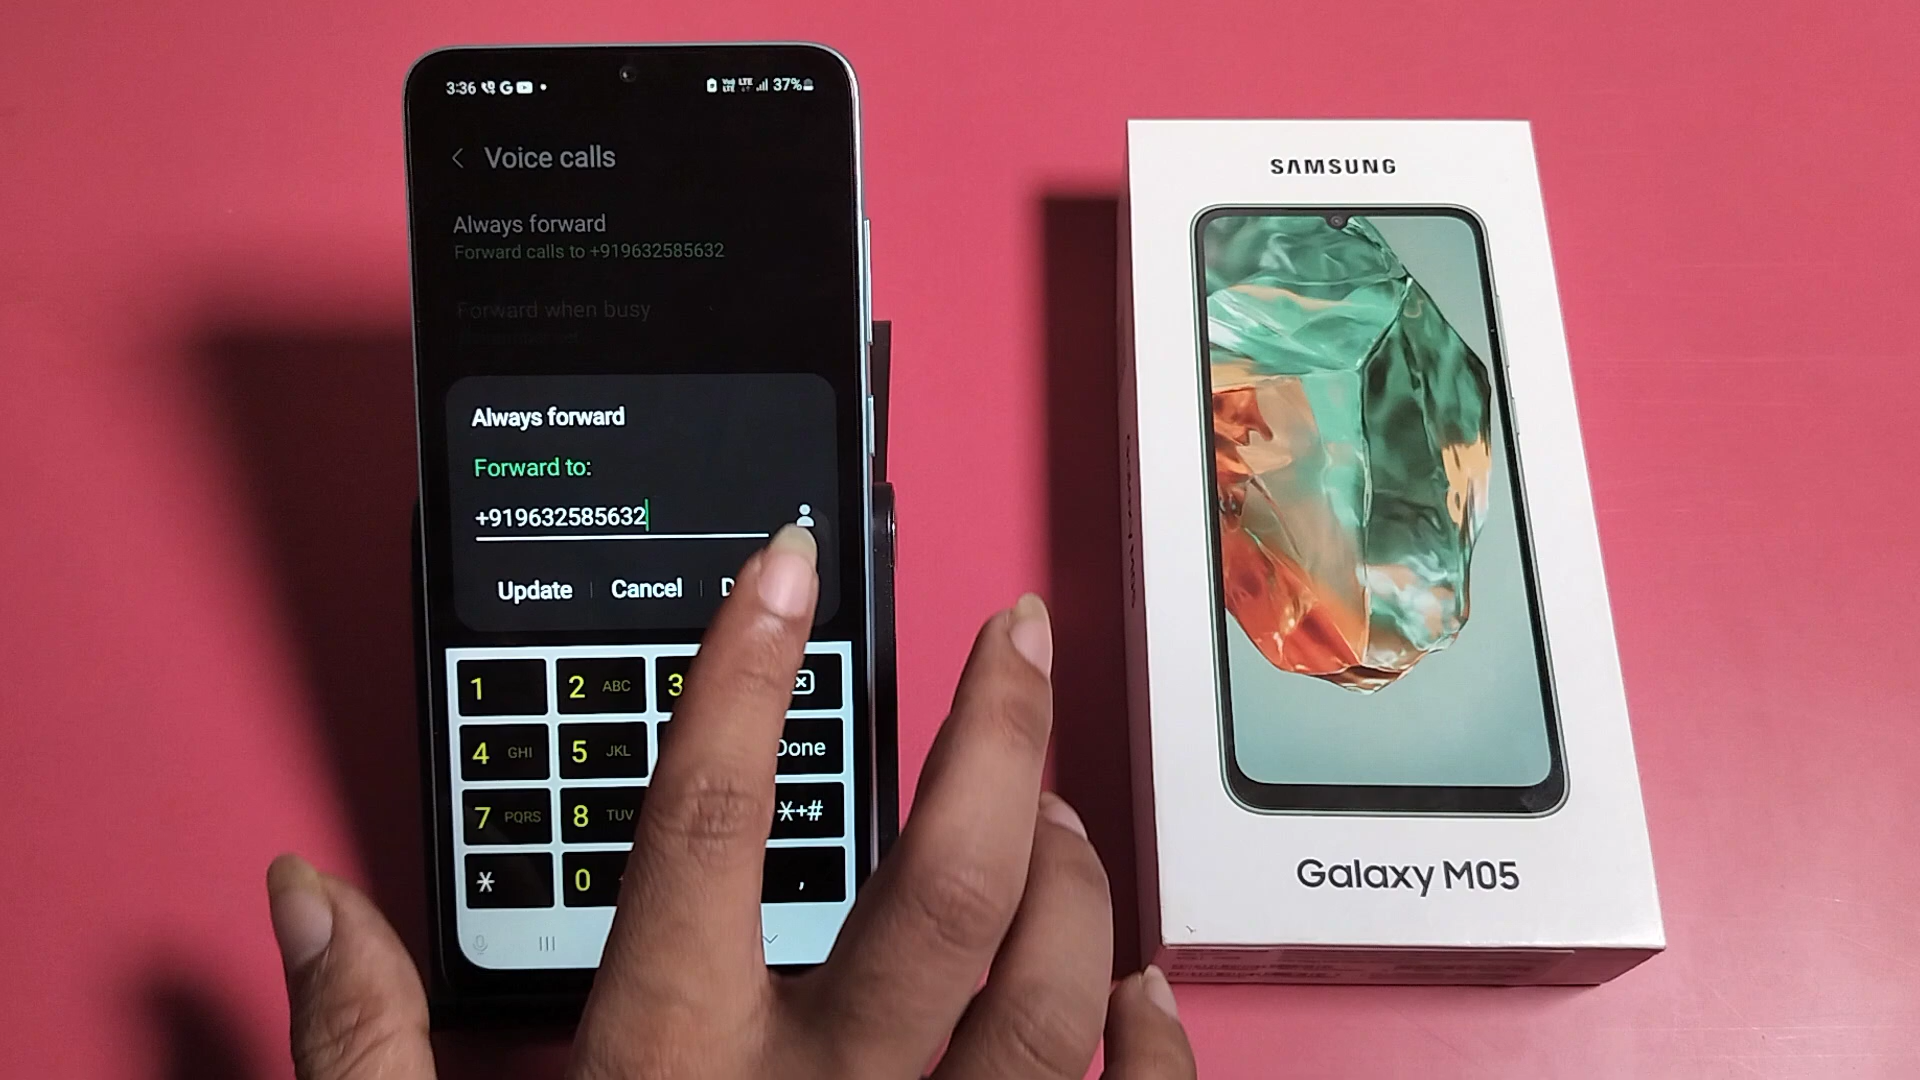 3:36
VoLTE LTE 37%
Voice calls
Always forward
Forward calls to +919632585632
Forward when busy
Always forward
Forward to:
+919632585632
Update Cancel
1 2 ABC 3
4 GHI 5 JKL Done
7 PQRS 8 TUV *+#
* 0 ,
SAMSUNG
Galaxy M05